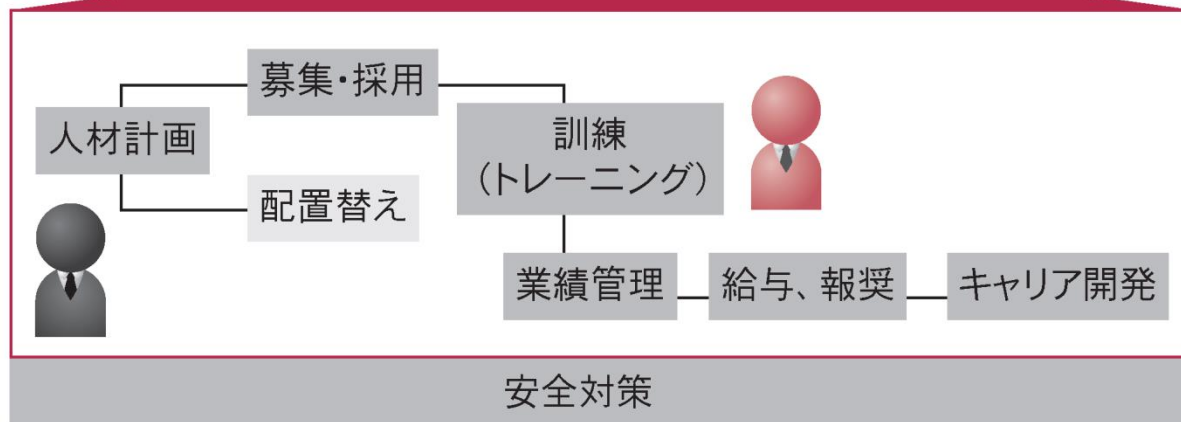 募集・採用
人材計画
訓練
（トレーニング）
配置替え
業績管理
給与、報奨
キャリア開発
安全対策